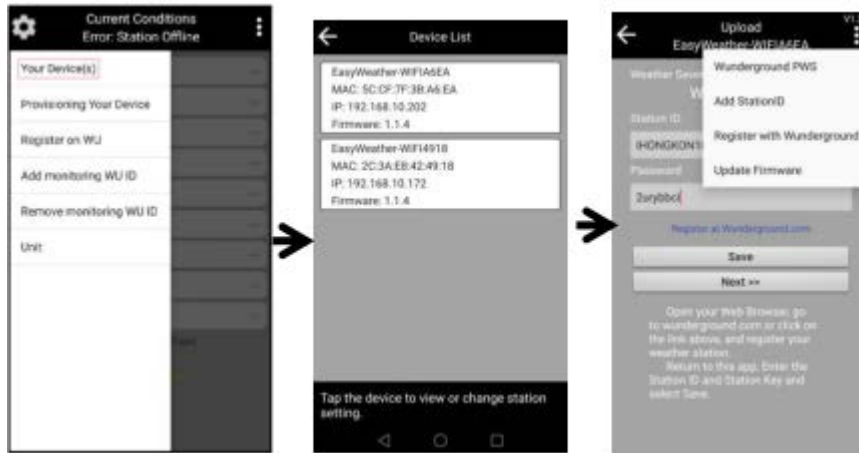 Current Conditions
Error: Station Offline
Your Device(s)
Provisioning Your Device
Register on WU
Add monitoring WU ID
Remove monitoring WU ID
Unit
Device List
EasyWeather-WIFIA6EA
MAC: 5C:CF:7F:3B:A6:EA
IP: 192.168.10.202
Firmware: 1.1.4
EasyWeather-WIFI4918
MAC: 2C:3A:E8:42:49:18
IP: 192.168.10.172
Firmware: 1.1.4
Tap the device to view or change station
setting.
Upload
EasyWeather-WIFIA6EA
Wunderground PWS
Add StationID
Register with Wunderground
Update Firmware
Weather
Station ID
Password
2urybbci
Register at Wunderground.com
Save
Next >>
Open your Web Browser, go
to wunderground.com or click on
the link above, and register your
weather station.
Return to this app, Enter the
Station ID and Station Key and
select Save.